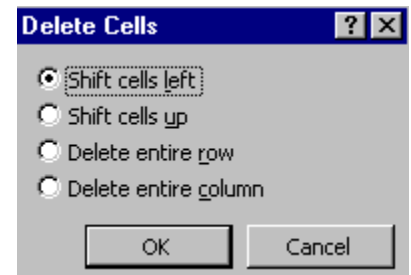 Delete Cells ? X
Shift cells left
Shift cells up
Delete entire row
Delete entire column
OK Cancel